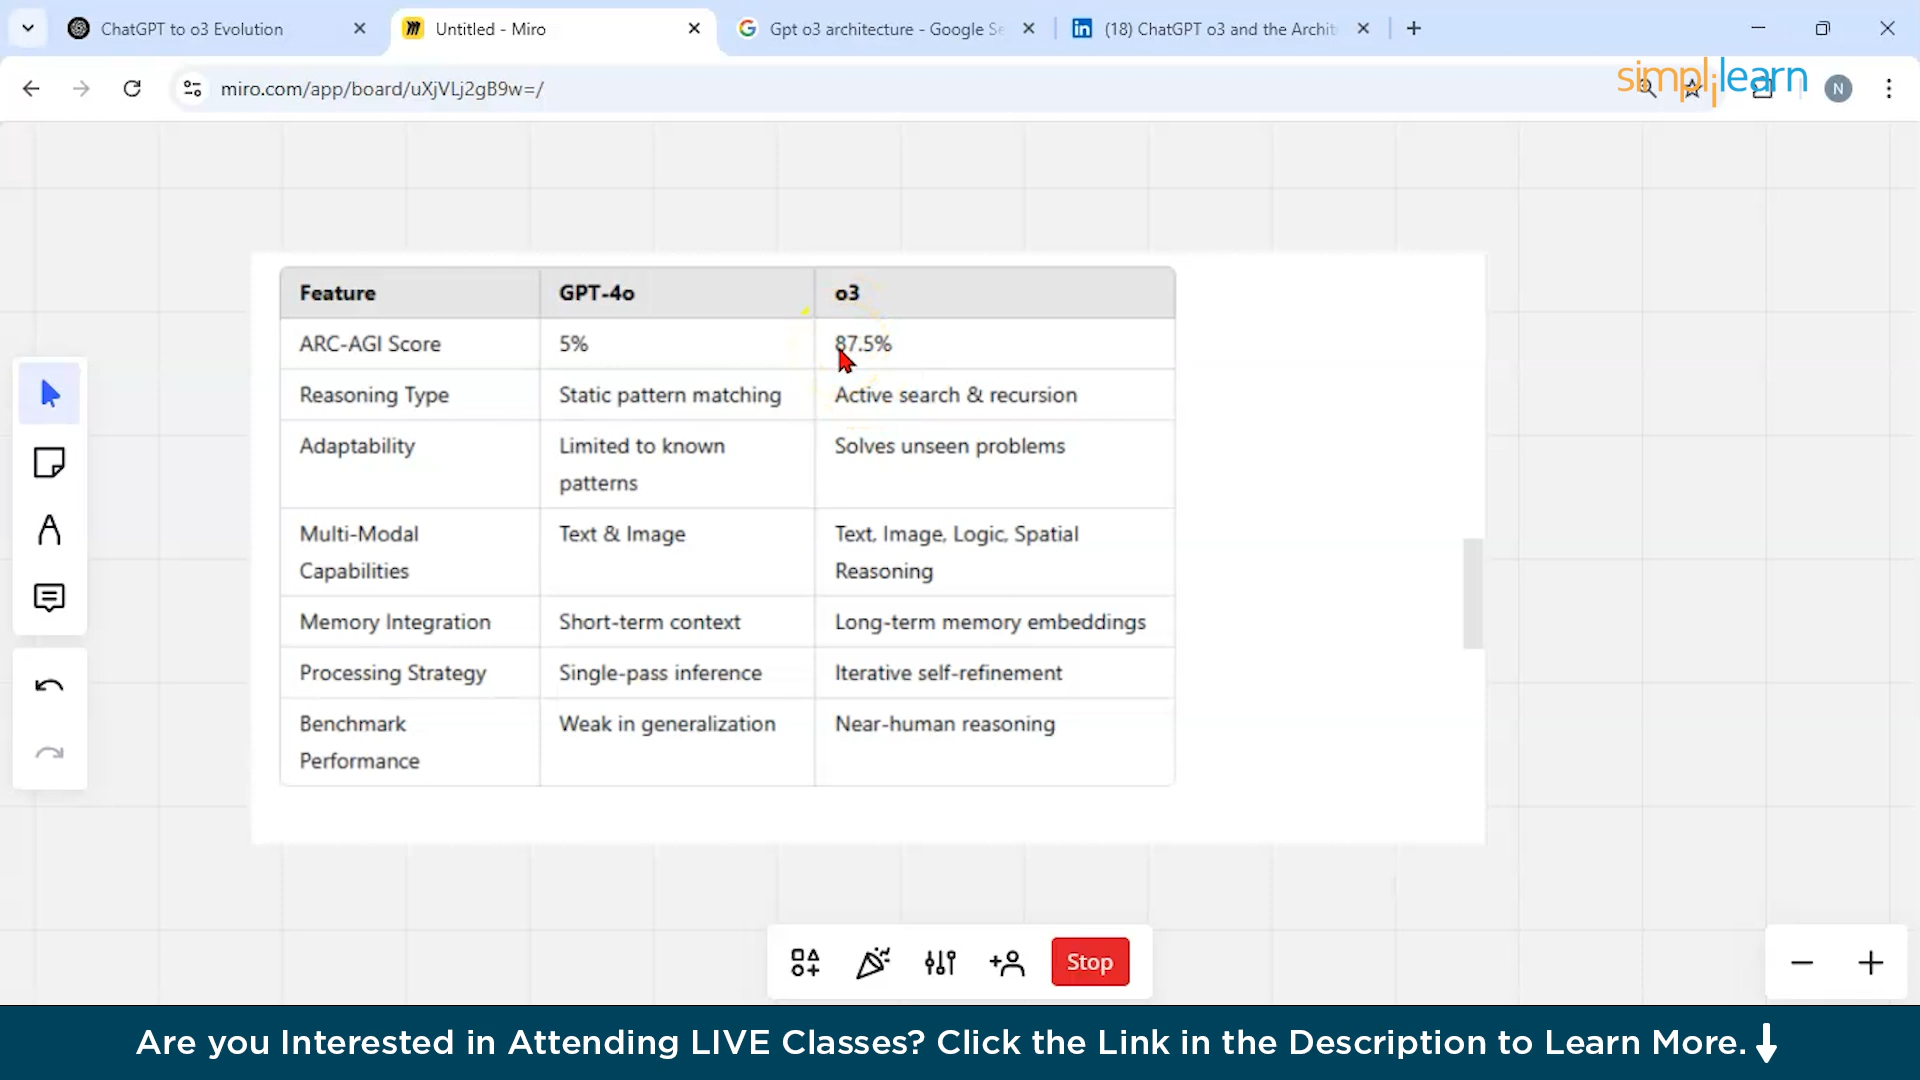 ChatGPT to o3 Evolution
Untitled - Miro
Gpt o3 architecture - Google Se
(18) ChatGPT o3 and the Archit
miro.com/app/board/uXjVLj2gB9w=/
simplilearn
N
Feature GPT-4o o3
ARC-AGI Score 5% 87.5%
Reasoning Type Static pattern matching Active search & recursion
Adaptability Limited to known Solves unseen problems
patterns
Multi-Modal Text & Image Text, Image, Logic, Spatial
Capabilities Reasoning
Memory Integration Short-term context Long-term memory embeddings
Processing Strategy Single-pass inference Iterative self-refinement
Benchmark Weak in generalization Near-human reasoning
Performance
Stop
Are you Interested in Attending LIVE Classes? Click the Link in the Description to Learn More.